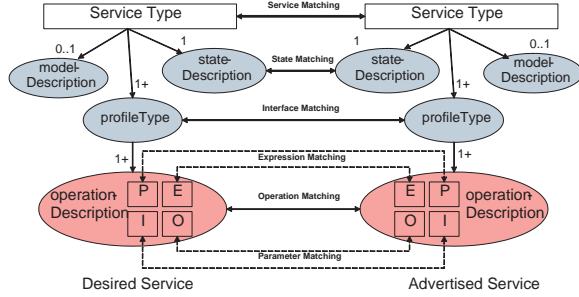 Service Type
Service Matching
Service Type
0..1
1
1
0..1
model-
Description
state-
Description
State Matching
state-
Description
model-
Description
1+
1+
profileType
Interface Matching
profileType
1+
1+
Expression Matching
operation-
Description
P E
I O
Operation Matching
E P
O I
operation-
Description
Parameter Matching
Desired Service
Advertised Service